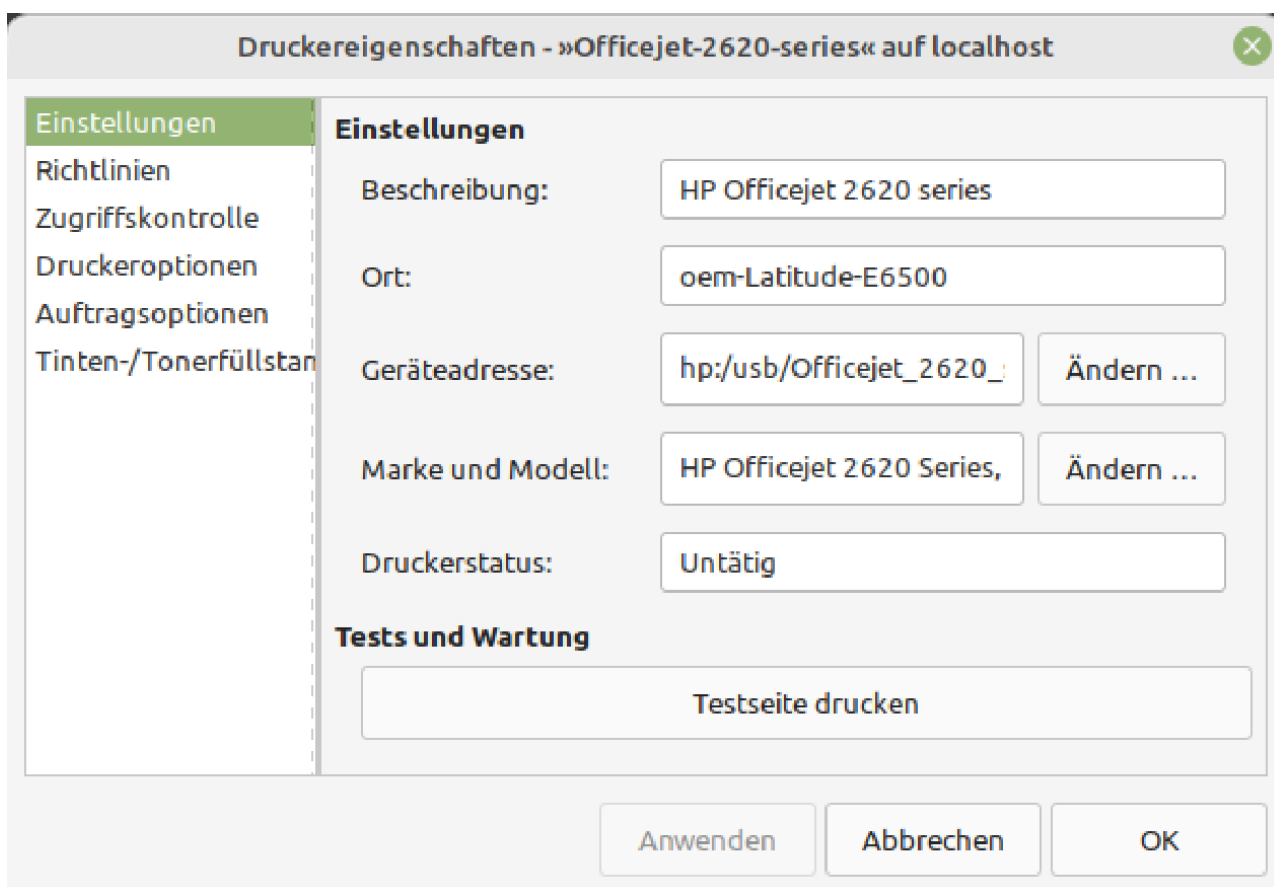 Druckereigenschaften - »Officejet-2620-series« auf localhost
Einstellungen
Richtlinien
Zugriffskontrolle
Druckeroptionen
Auftragsoptionen
Tinten-/Tonerfüllstan
Einstellungen
Beschreibung: HP Officejet 2620 series
Ort: oem-Latitude-E6500
Geräteadresse: hp:/usb/Officejet_2620_ Ändern ...
Marke und Modell: HP Officejet 2620 Series, Ändern ...
Druckerstatus: Untätig
Tests und Wartung
Testseite drucken
Anwenden Abbrechen OK